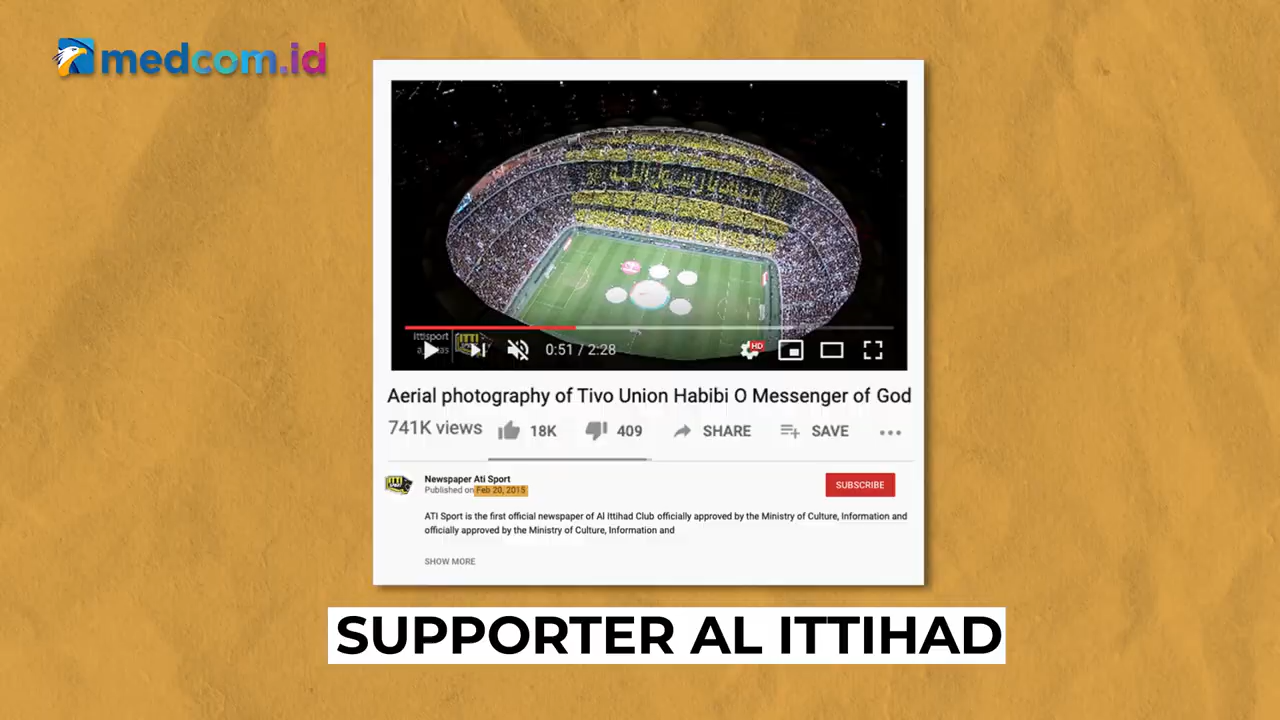 medcom.id
ittisport
0:51 / 2:28
HD
Aerial photography of Tivo Union Habibi O Messenger of God
741K views 18K 409 SHARE SAVE
Newspaper Ati Sport
Published on Feb 20, 2015
SUBSCRIBE
ATI Sport is the first official newspaper of Al Ittihad Club officially approved by the Ministry of Culture, Information and
officially approved by the Ministry of Culture, Information and
SHOW MORE
SUPPORTER AL ITTIHAD